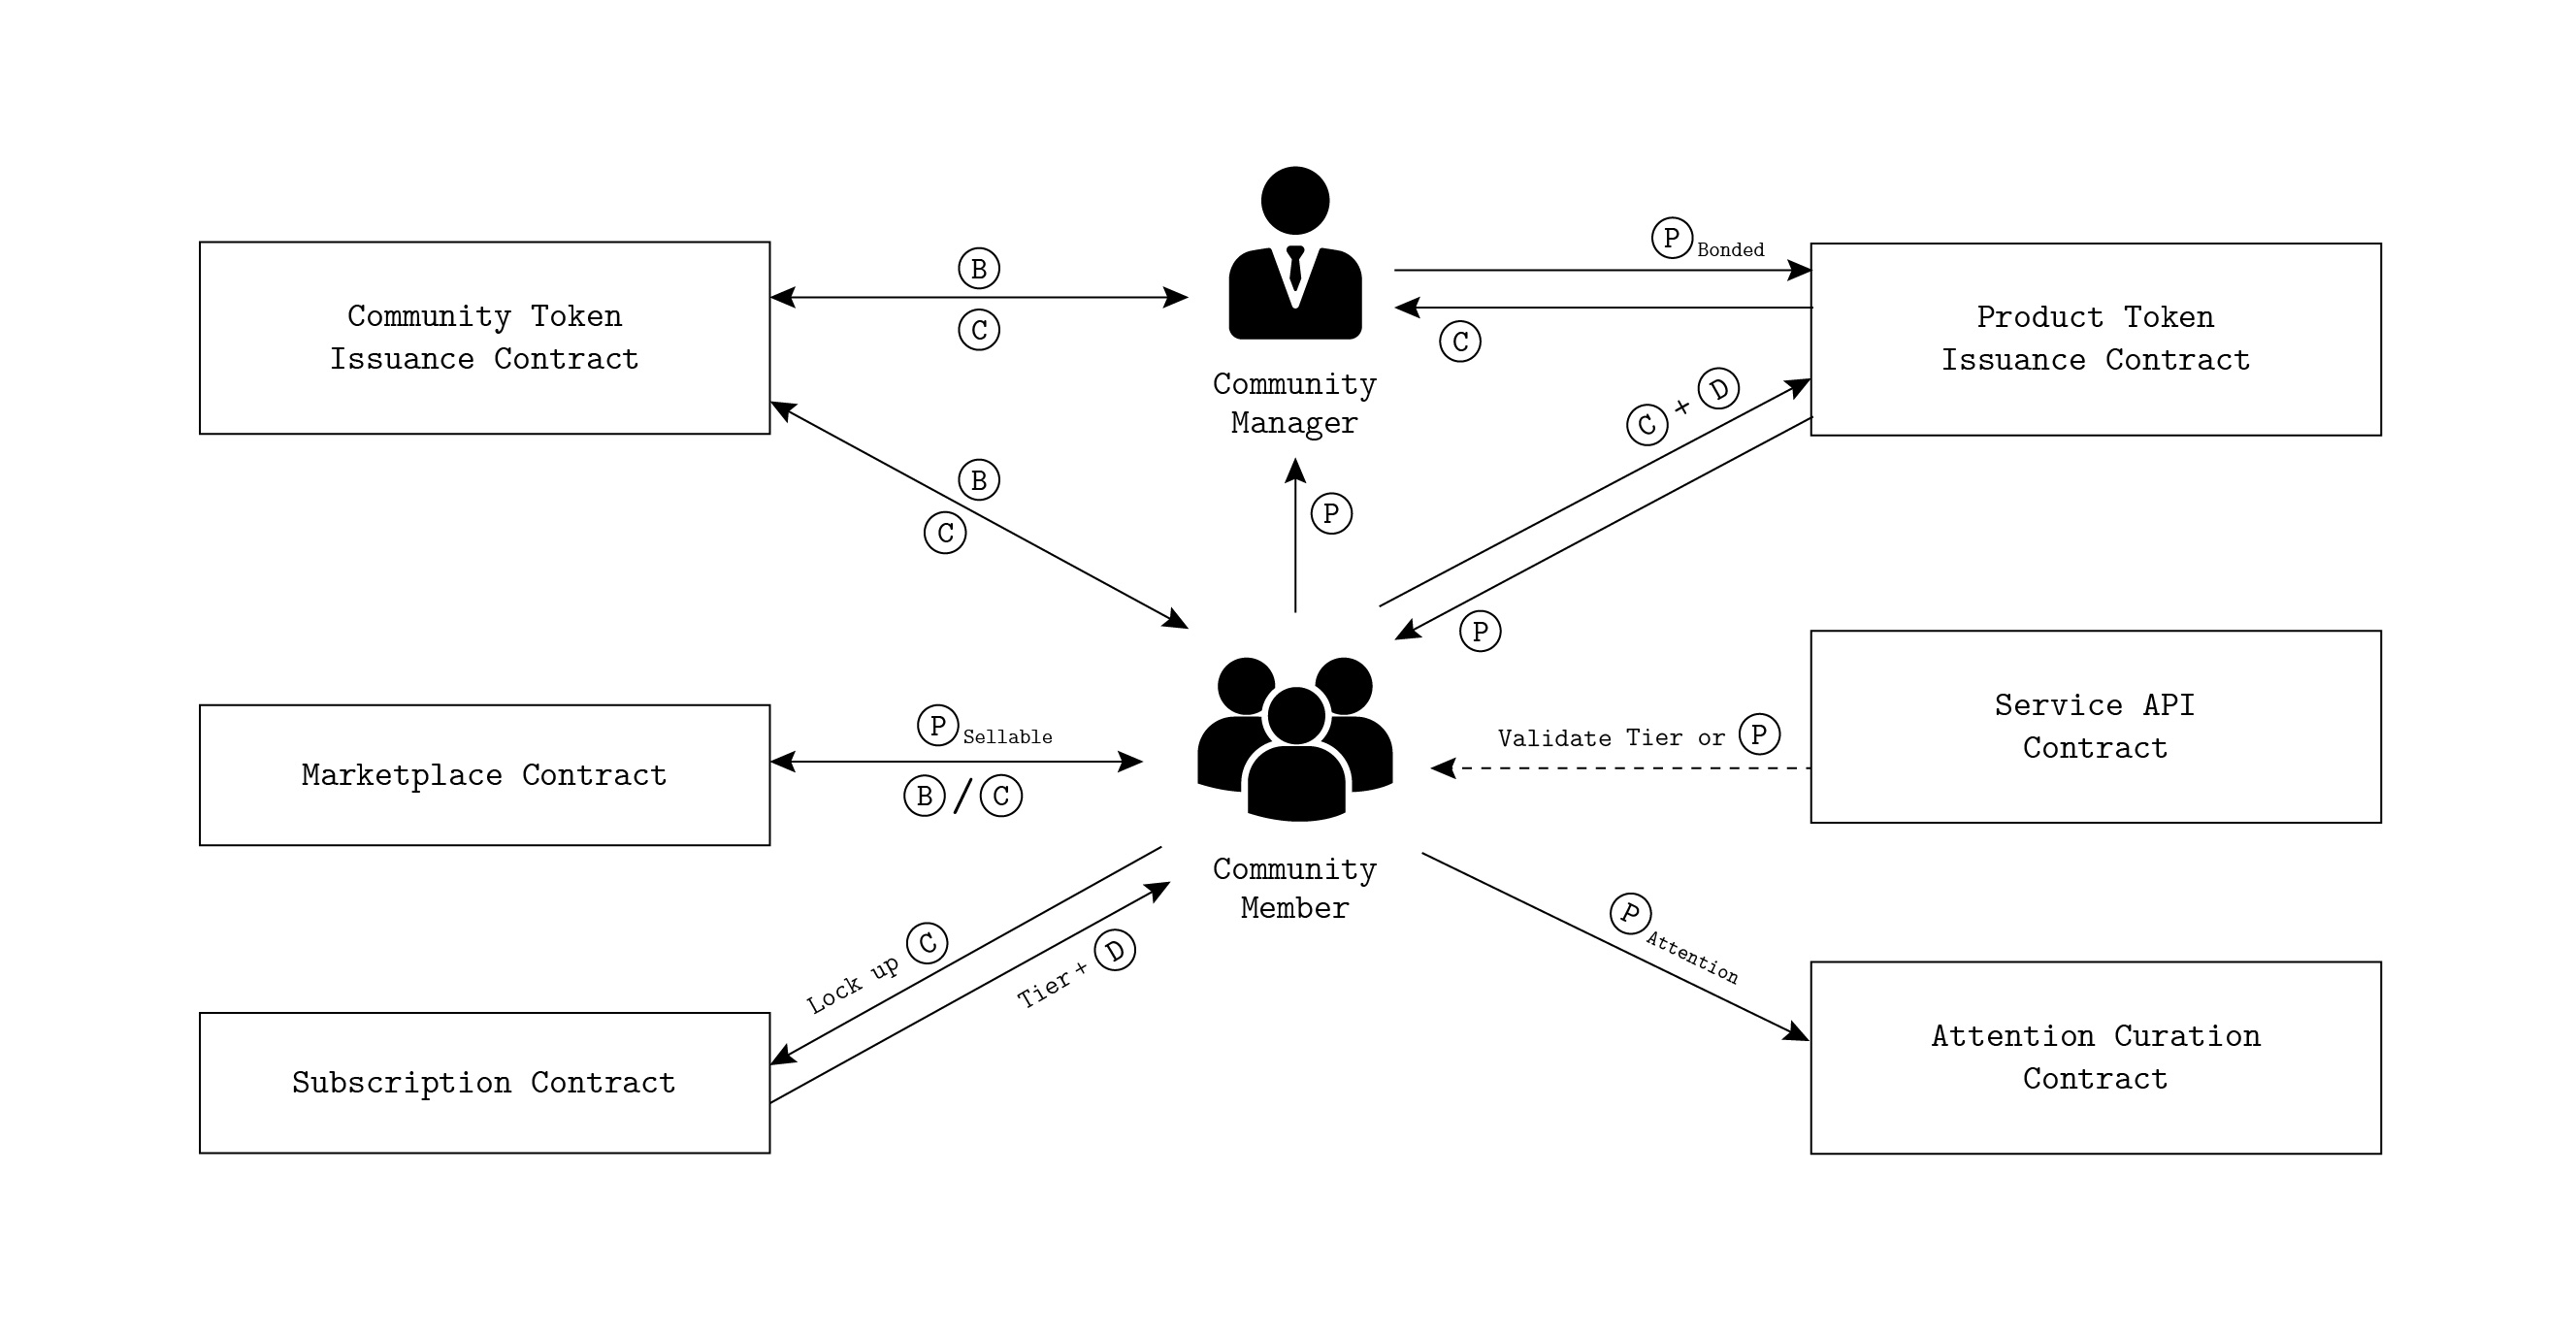 B
C
P Bonded
C
Community Token
Issuance Contract
Community
Manager
Product Token
Issuance Contract
C + D
B
C
P
P
Service API
Contract
Validate Tier or P
P Sellable
B / C
Marketplace Contract
Community
Member
P Attention
Lock up C
Tier + D
Attention Curation
Contract
Subscription Contract